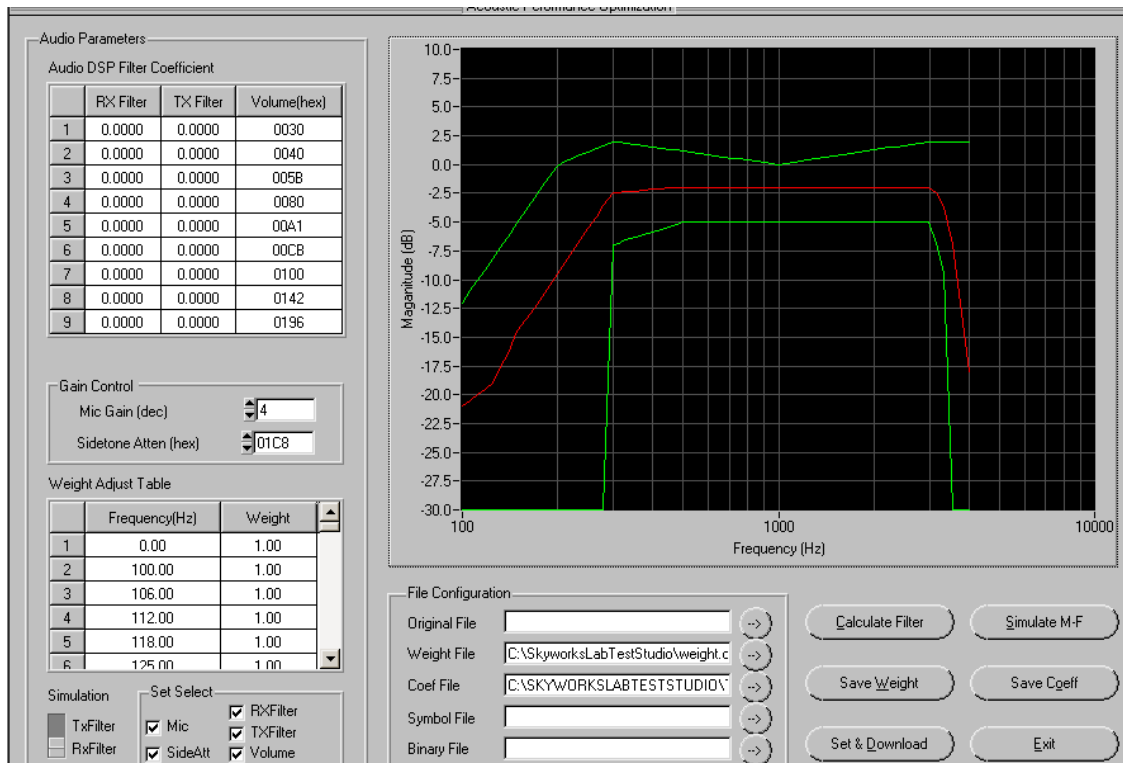 Acoustic Performance Optimization
Audio Parameters
Audio DSP Filter Coefficient
RX Filter TX Filter Volume(hex)
1 0.0000 0.0000 0030
2 0.0000 0.0000 0040
3 0.0000 0.0000 005B
4 0.0000 0.0000 0080
5 0.0000 0.0000 00A1
6 0.0000 0.0000 00CB
7 0.0000 0.0000 0100
8 0.0000 0.0000 0142
9 0.0000 0.0000 0196
Gain Control
Mic Gain (dec) 4
Sidetone Atten (hex) 01C8
Weight Adjust Table
Frequency(Hz) Weight
1 0.00 1.00
2 100.00 1.00
3 106.00 1.00
4 112.00 1.00
5 118.00 1.00
6 125.00 1.00
Simulation
TxFilter
RxFilter
Set Select
Mic
SideAtt
RXFilter
TXFilter
Volume
10.0
7.5
5.0
2.5
0.0
-2.5
-5.0
-7.5
-10.0
-12.5
-15.0
-17.5
-20.0
-22.5
-25.0
-27.5
-30.0
Maganitude (dB)
100 1000 10000
Frequency (Hz)
File Configuration
Original File -->
Weight File C:\SkyworksLabTestStudio\weight.c -->
Coef File C:\SKYWORKSLABTESTSTUDIO\ -->
Symbol File -->
Binary File -->
Calculate Filter
Simulate M-F
Save Weight
Save Coeff
Set & Download
Exit